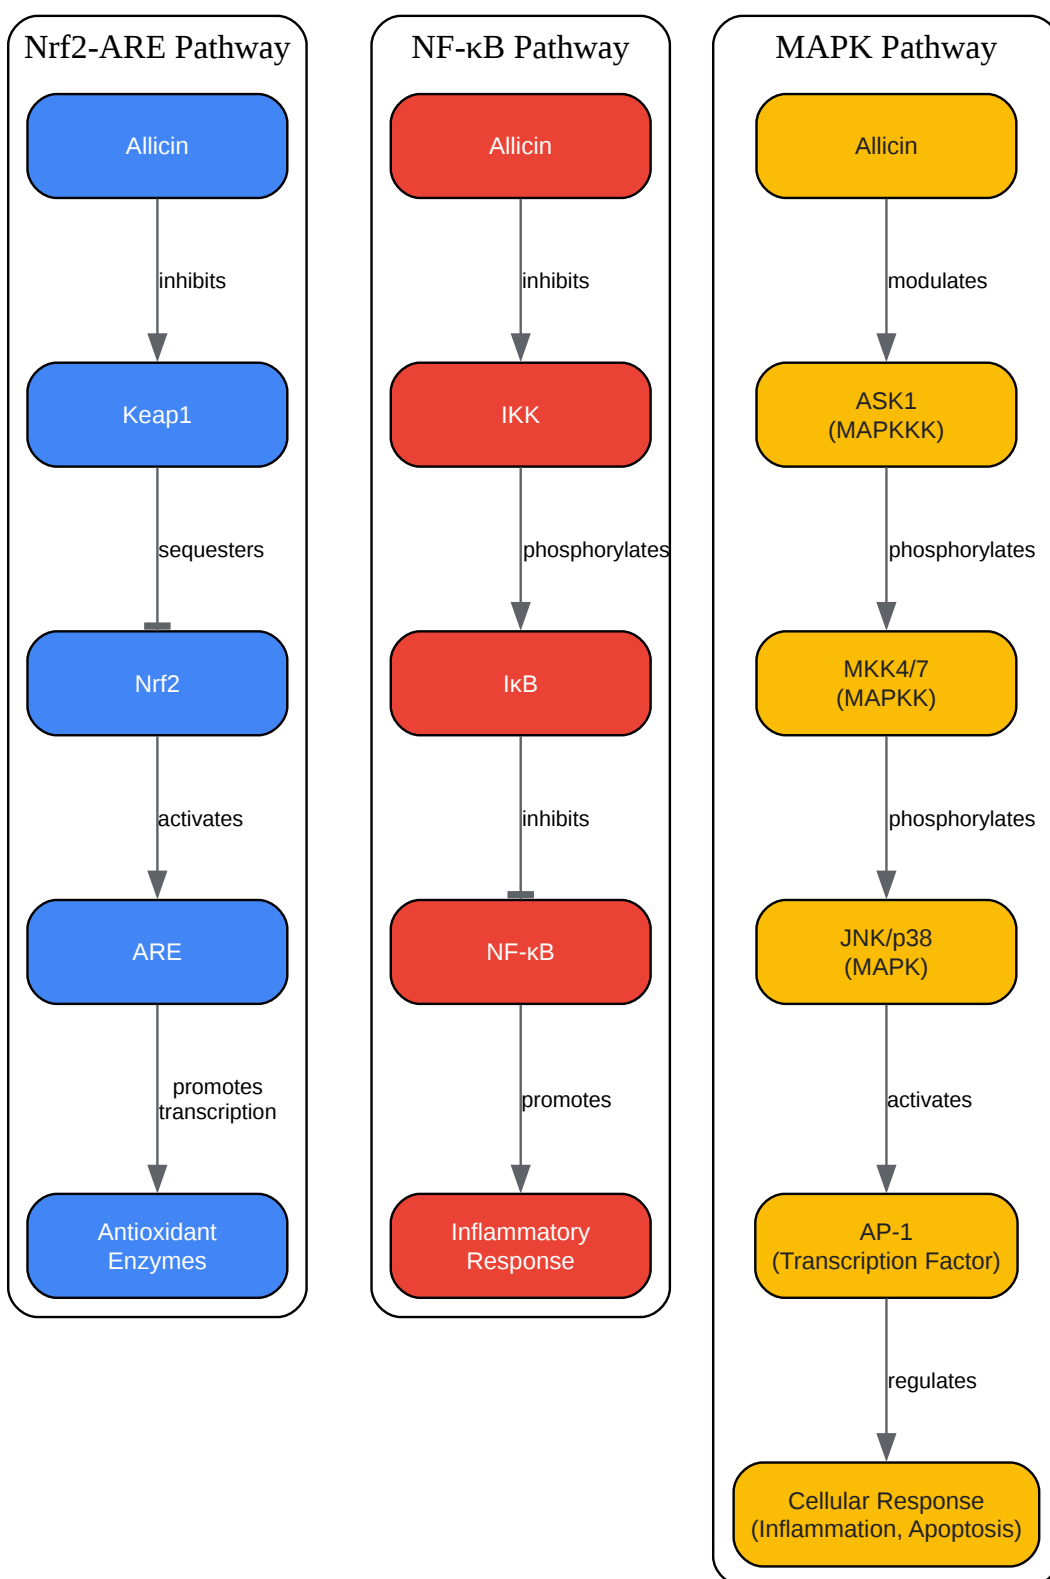 Nrf2-ARE Pathway
Allicin
inhibits
Keap1
sequesters
Nrf2
activates
ARE
promotes
transcription
Antioxidant
Enzymes
NF-κB Pathway
Allicin
inhibits
IKK
phosphorylates
IκB
inhibits
NF-κB
promotes
Inflammatory
Response
MAPK Pathway
Allicin
modulates
ASK1
(MAPKKK)
phosphorylates
MKK4/7
(MAPKK)
phosphorylates
JNK/p38
(MAPK)
activates
AP-1
(Transcription Factor)
regulates
Cellular Response
(Inflammation, Apoptosis)